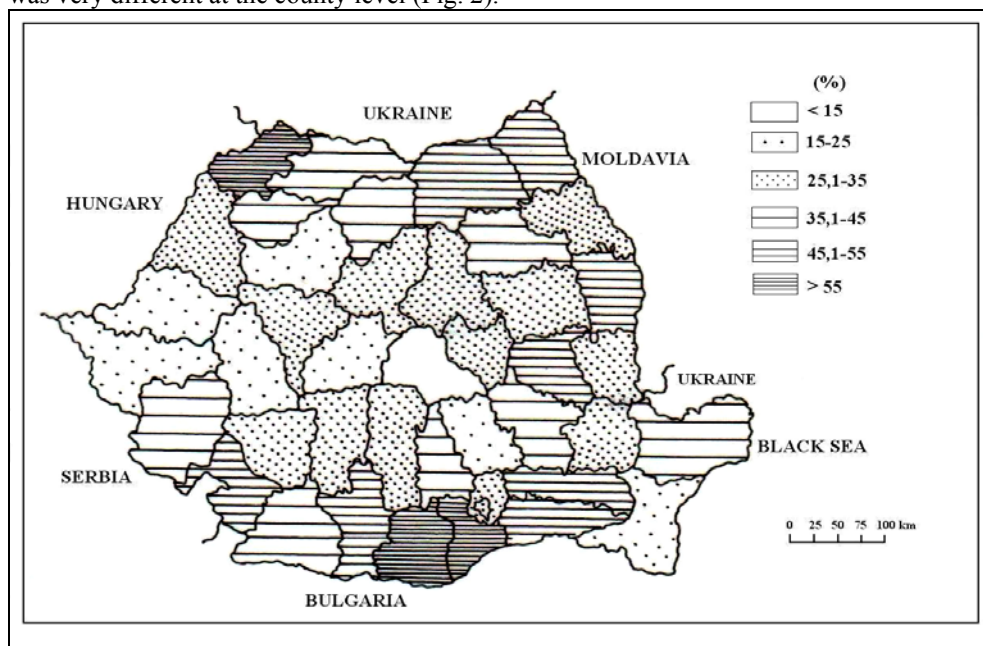 was very different at the county level (Fig. 2).
(%)
< 15
15-25
25,1-35
35,1-45
45,1-55
> 55
UKRAINE
MOLDAVIA
HUNGARY
UKRAINE
BLACK SEA
SERBIA
0 25 50 75 100 km
BULGARIA